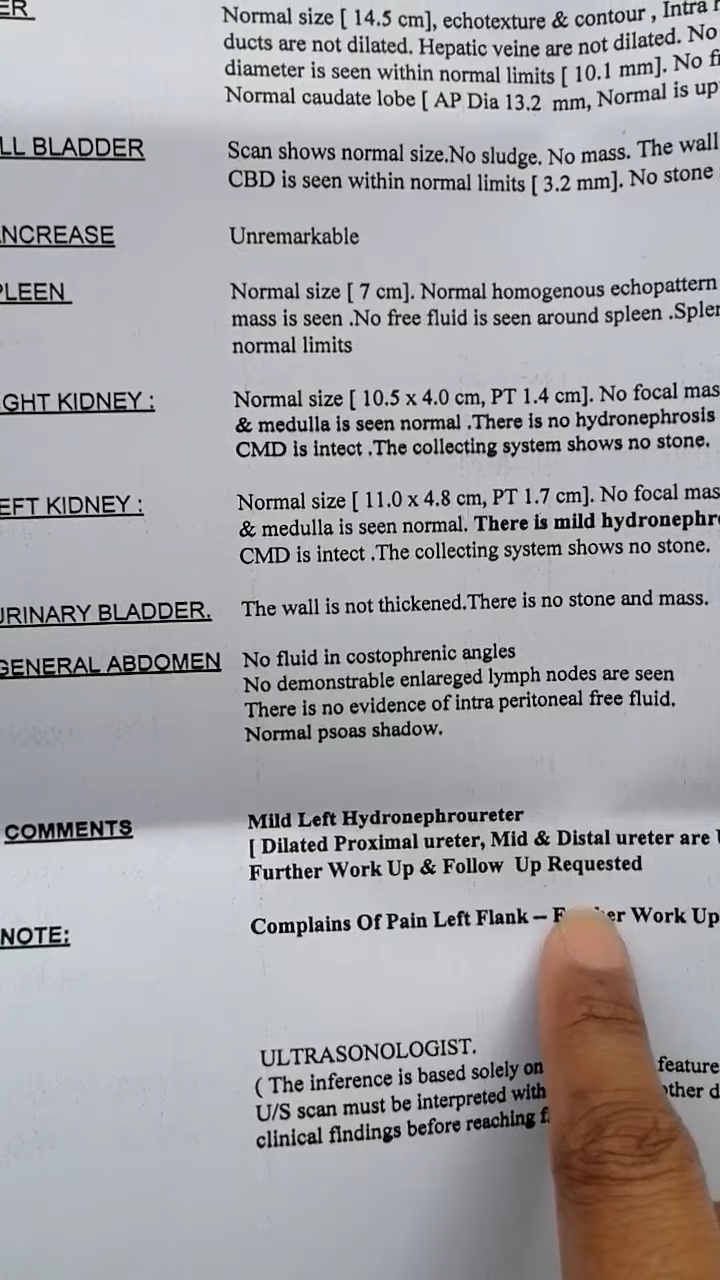 ER
Normal size [ 14.5 cm], echotexture & contour , Intra
ducts are not dilated. Hepatic veine are not dilated. No
diameter is seen within normal limits [ 10.1 mm]. No
Normal caudate lobe [ AP Dia 13.2 mm, Normal is up
LL BLADDER
Scan shows normal size.No sludge. No mass. The wall
CBD is seen within normal limits [ 3.2 mm]. No stone
NCREASE
Unremarkable
PLEEN
Normal size [ 7 cm]. Normal homogenous echopattern
mass is seen .No free fluid is seen around spleen .Splen
normal limits
GHT KIDNEY :
Normal size [ 10.5 x 4.0 cm, PT 1.4 cm]. No focal mas
& medulla is seen normal .There is no hydronephrosis
CMD is intect .The collecting system shows no stone.
EFT KIDNEY :
Normal size [ 11.0 x 4.8 cm, PT 1.7 cm]. No focal mas
& medulla is seen normal. There is mild hydronephr
CMD is intect .The collecting system shows no stone.
URINARY BLADDER.
The wall is not thickened.There is no stone and mass.
GENERAL ABDOMEN
No fluid in costophrenic angles
No demonstrable enlareged lymph nodes are seen
There is no evidence of intra peritoneal free fluid.
Normal psoas shadow.
COMMENTS
Mild Left Hydronephroureter
[ Dilated Proximal ureter, Mid & Distal ureter are
Further Work Up & Follow Up Requested
NOTE:
Complains Of Pain Left Flank – Work Up
ULTRASONOLOGIST.
( The inference is based solely on feature
U/S scan must be interpreted with other d
clinical findings before reaching